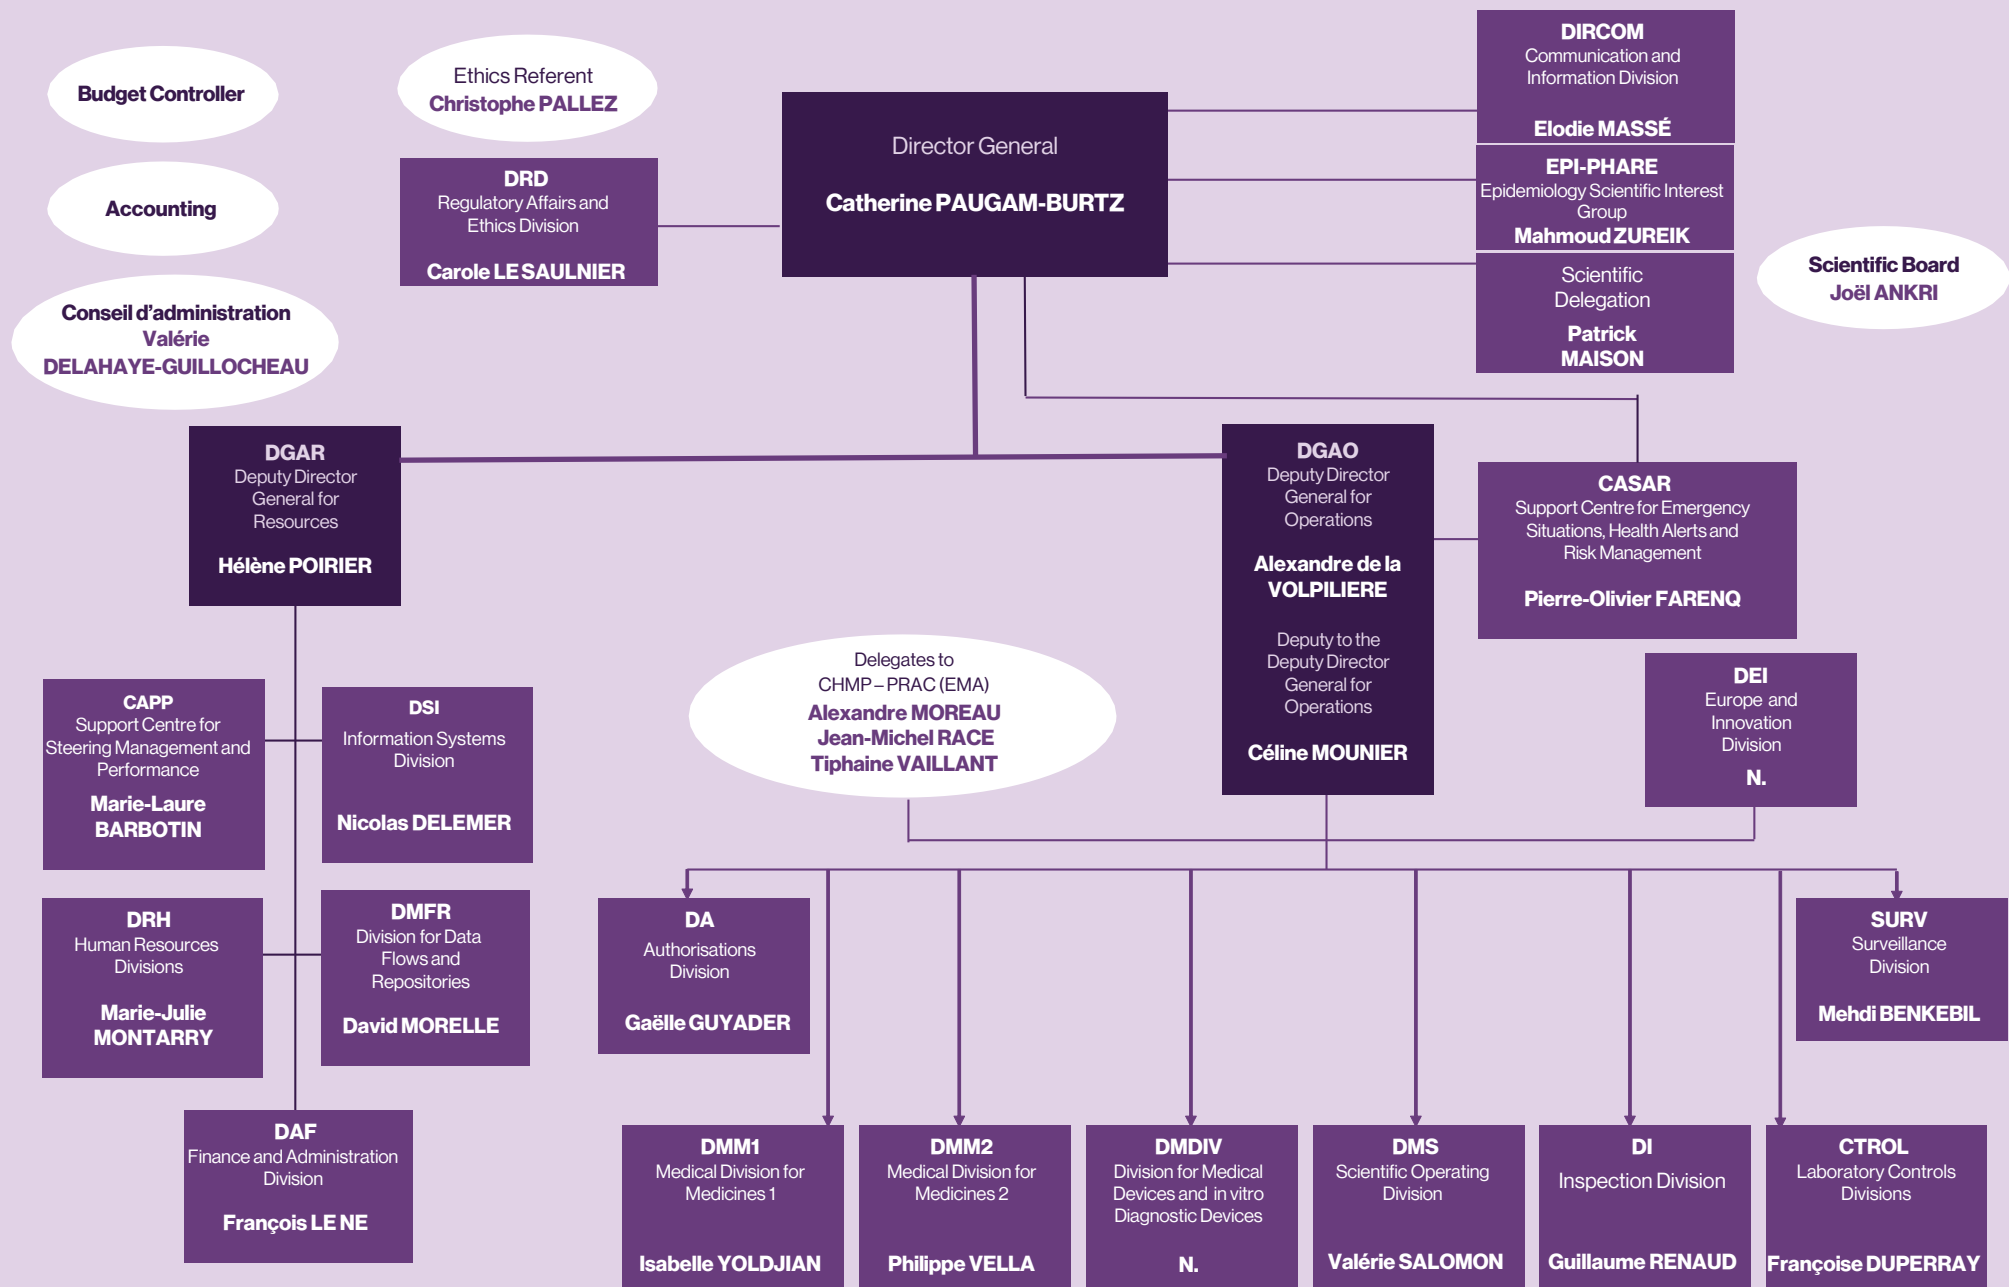 Budget Controller
Accounting
Conseil d'administration
Valérie
DELAHAYE-GUILLOCHEAU
Ethics Referent
Christophe PALLEZ
DRD
Regulatory Affairs and
Ethics Division
Carole LE SAULNIER
Director General
Catherine PAUGAM-BURTZ
DIRCOM
Communication and
Information Division
Elodie MASSÉ
EPI-PHARE
Epidemiology Scientific Interest
Group
Mahmoud ZUREIK
Scientific
Delegation
Patrick
MAISON
Scientific Board
Joël ANKRI
DGAR
Deputy Director
General for
Resources
Hélène POIRIER
DGAO
Deputy Director
General for
Operations
Alexandre de la
VOLPILIERE
Deputy to the
Deputy Director
General for
Operations
Céline MOUNIER
CASAR
Support Centre for Emergency
Situations, Health Alerts and
Risk Management
Pierre-Olivier FARENQ
Delegates to
CHMP – PRAC (EMA)
Alexandre MOREAU
Jean-Michel RACE
Tiphaine VAILLANT
DEI
Europe and
Innovation
Division
N.
CAPP
Support Centre for
Steering Management and
Performance
Marie-Laure
BARBOTIN
DSI
Information Systems
Division
Nicolas DELEMER
DRH
Human Resources
Divisions
Marie-Julie
MONTARRY
DMFR
Division for Data
Flows and
Repositories
David MORELLE
DAF
Finance and Administration
Division
François LE NE
DA
Authorisations
Division
Gaëlle GUYADER
SURV
Surveillance
Division
Mehdi BENKEBIL
DMM1
Medical Division for
Medicines 1
Isabelle YOLDJIAN
DMM2
Medical Division for
Medicines 2
Philippe VELLA
DMDIV
Division for Medical
Devices and in vitro
Diagnostic Devices
N.
DMS
Scientific Operating
Division
Valérie SALOMON
DI
Inspection Division
Guillaume RENAUD
CTROL
Laboratory Controls
Divisions
Françoise DUPERRAY